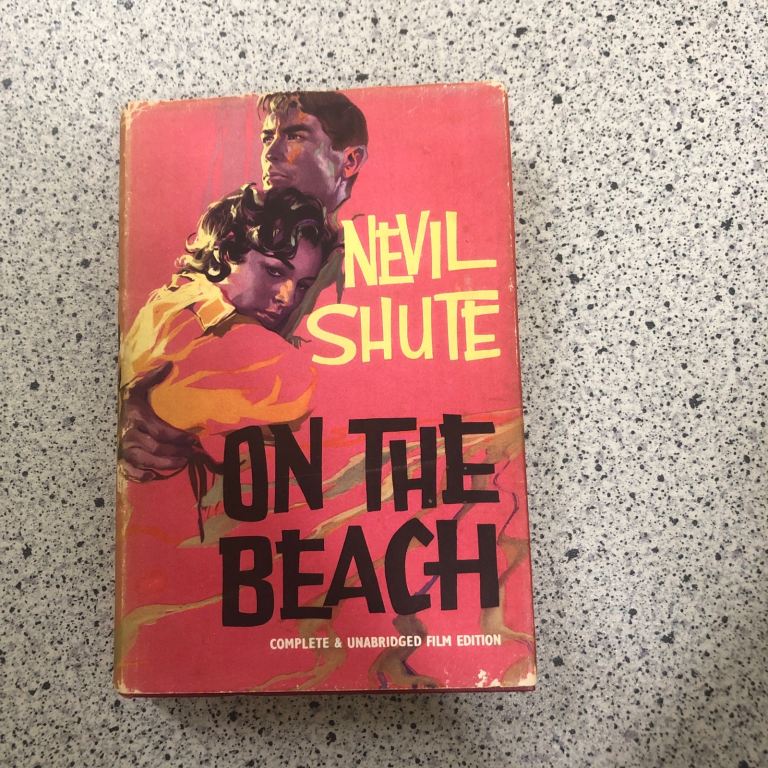 NEVIL
SHUTE
ON THE
BEACH
COMPLETE & UNABRIDGED FILM EDITION